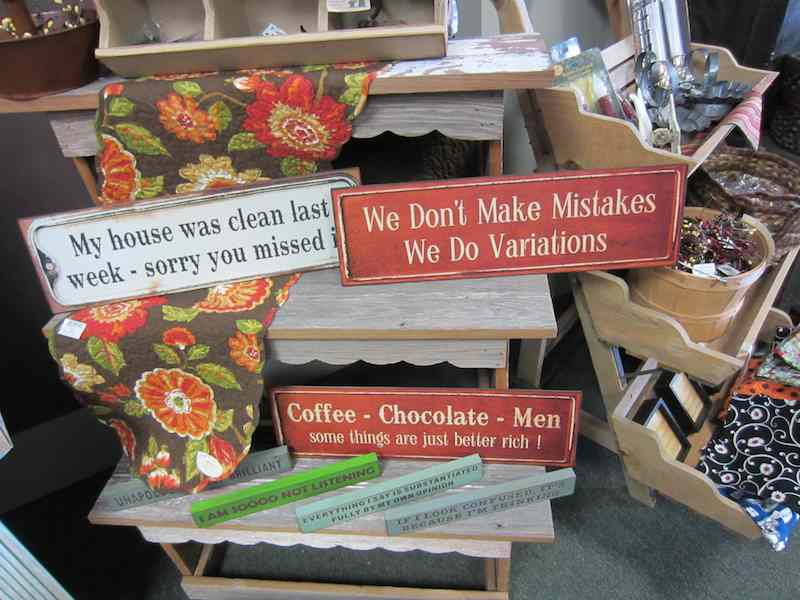 My house was clean last
week - sorry you missed
We Don't Make Mistakes
We Do Variations
Coffee - Chocolate - Men
some things are just better rich !
BRILLIANT
I AM SOOOO NOT LISTENING
EVERYTHING I SAY IS SUBSTANTIATED
FULLY BY MY OWN OPINION
IF I LOOK CONFUSED, IT'S
BECAUSE I'M THINKING